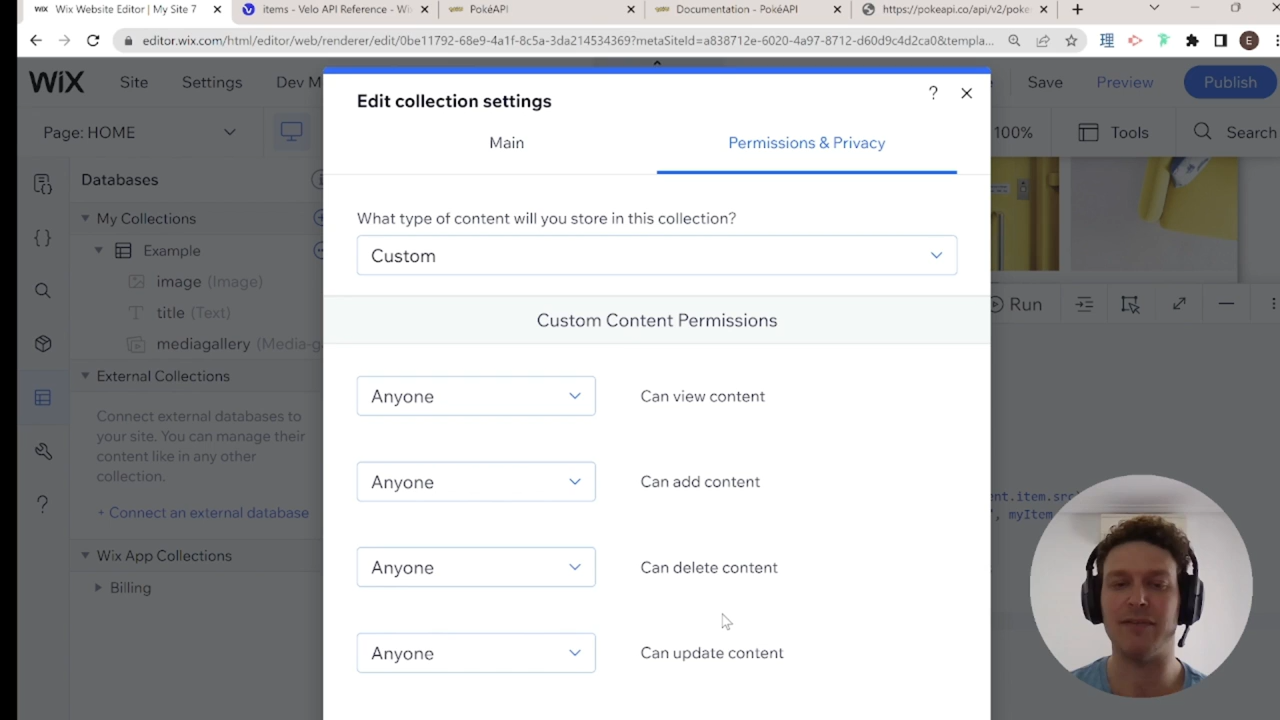 Wix Website Editor | My Site 7
items - Velo API Reference - Wi
PokéAPI
Documentation - PokéAPI
https://pokeapi.co/api/v2/poke
editor.wix.com/html/editor/web/renderer/edit/0be11792-68e9-4a1f-8c5a-3da214534369?metaSiteId=a838712e-6020-4a97-8712-d60d9c4d2ca0&templa...
理
E
WiX
Site
Settings
Dev M
Save
Preview
Publish
Page: HOME
100%
Tools
Search
Databases
My Collections
Example
image (Image)
title (Text)
mediagallery (Media-ga
External Collections
Connect external databases to
your site. You can manage their
content like in any other
collection.
+ Connect an external database
Wix App Collections
Billing
Edit collection settings
?
Main
Permissions & Privacy
What type of content will you store in this collection?
Custom
Custom Content Permissions
Anyone
Can view content
Anyone
Can add content
Anyone
Can delete content
Anyone
Can update content
Run
ent.item.src
", myItem